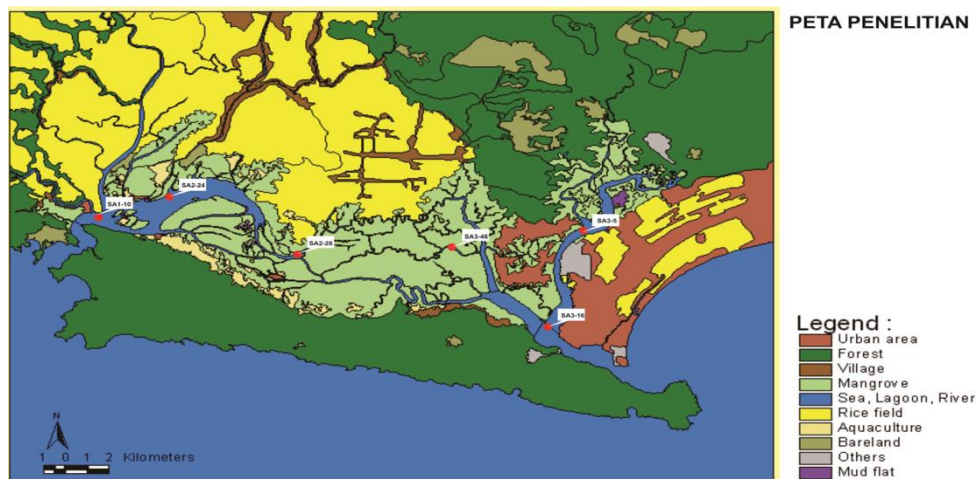 PETA PENELITIAN
SA2-24
SA1-10
SA3-5
SA3-46
SA2-28
SA3-16
Legend :
Urban area
Forest
Village
Mangrove
Sea, Lagoon, River
Rice field
Aquaculture
Bareland
Others
Mud flat
N
1 0 1 2 Kilometers